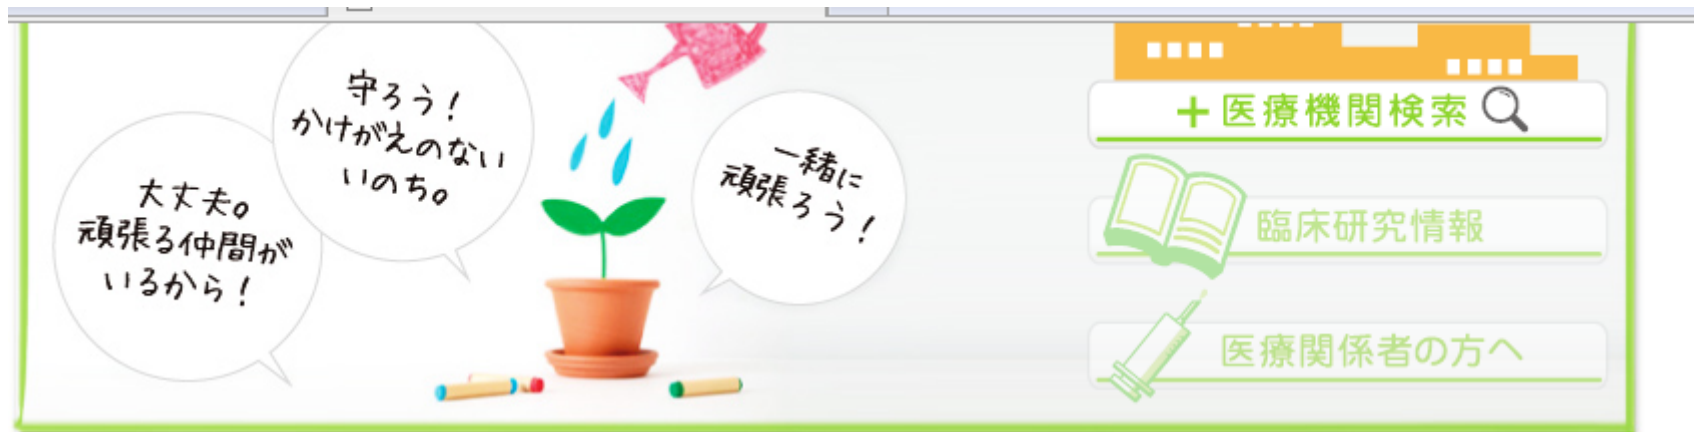 守ろう！
かけがえのない
いのち。
大丈夫。
頑張る仲間が
いるから！
一緒に
頑張ろう！
＋医療機関検索
臨床研究情報
医療関係者の方へ